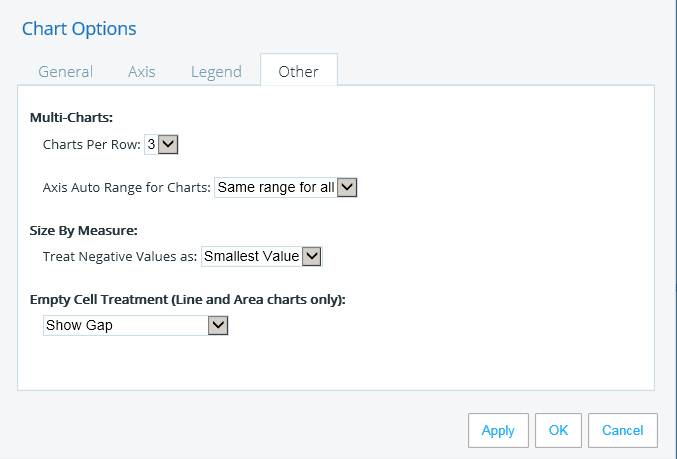 Chart Options
General Axis Legend Other
Multi-Charts:
Charts Per Row: 3
Axis Auto Range for Charts: Same range for all
Size By Measure:
Treat Negative Values as: Smallest Value
Empty Cell Treatment (Line and Area charts only):
Show Gap
Apply OK Cancel